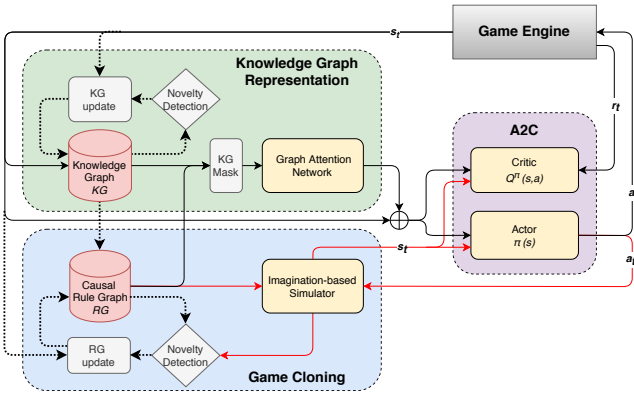 Game Engine
s_t
Knowledge Graph
Representation
KG
update
Novelty
Detection
r_t
A2C
Knowledge
Graph
KG
KG
Mask
Graph Attention
Network
Critic
Q^π (s,a)
a
Actor
π (s)
s_t
a_t
Causal
Rule Graph
RG
Imagination-based
Simulator
RG
update
Novelty
Detection
Game Cloning